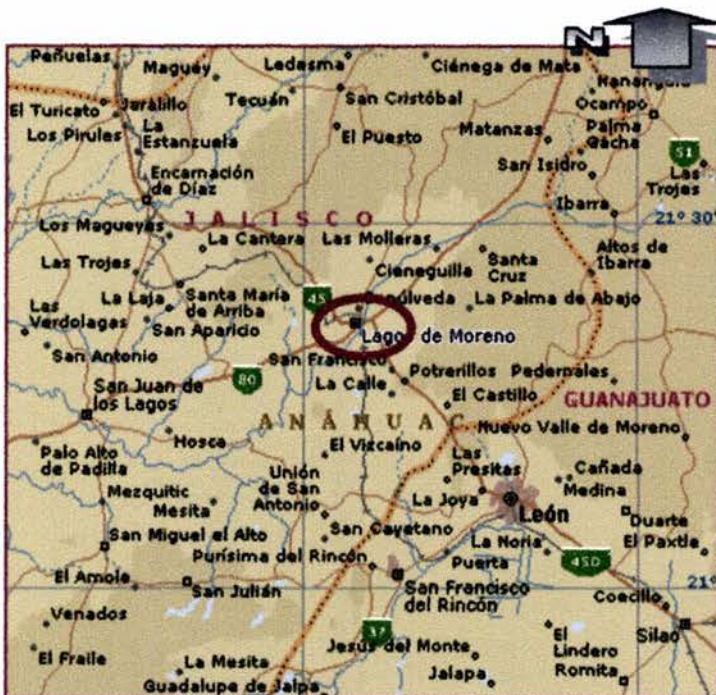 N
Peñuelas
Maguéy
Ledesma
Ciénega de Mata
Tecuán
San Cristóbal
Ocampo
El Turicato
Jaralillo
Los Pirules
La
Estanzuela
El Puesto
Matanzas
Palma
Gacha
51
San Isidro
Las
Trojes
Encarnación
de Díaz
Ibarra
JALISCO
21° 30'
Los Magueyes
La Cantera
Las Molleras
Altos de
Ibarra
Cieneguilla
Santa
Cruz
Las Trojes
La Laja
Santa María
de Arriba
45
Sepúlveda
La Palma de Abajo
Las
Verdolagas
San Aparicio
Lagos de Moreno
San Antonio
San Francisco
Potrerillos
Pedernales
80
La Calle
San Juan de
los Lagos
El Castillo
GUANAJUATO
ANÁHUAC
Nuevo Valle de Moreno
Hosca
El Vizcaíno
Palo Alto
de Padilla
Las
Presitas
Cañada
Unión
de San
Antonio
La Joya
Medina
Mezquitic
Mesita
León
Duarte
San Miguel el Alto
San Cayetano
La Noria
El Paxtle
Purísima del Rincón
Puerta
45D
El Amole
San Julián
San Francisco
del Rincón
21°
Coecillo
Venados
37
El
Lindero
Silao
El Fraile
La Mesita
Jesús del Monte
Romita
Guadalupe de Jalpa
Jalapa